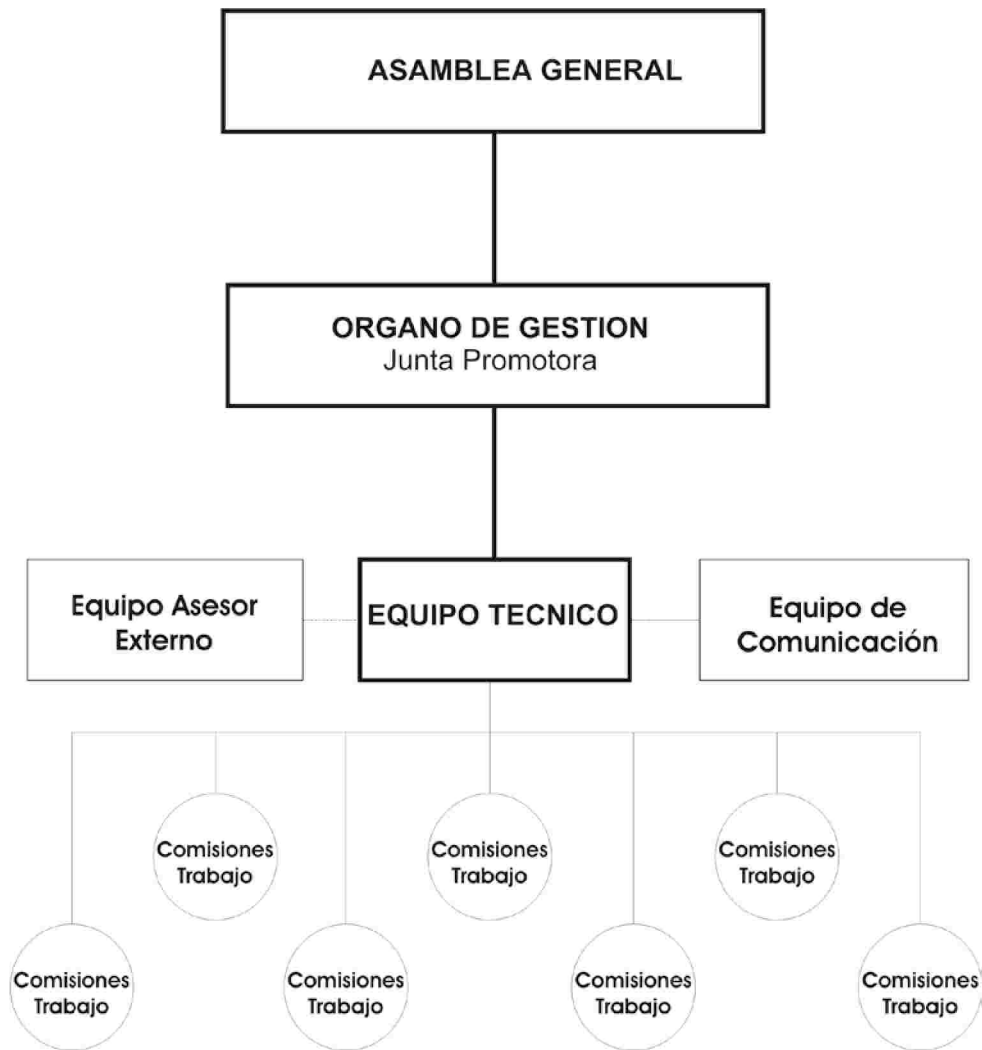 ASAMBLEA GENERAL
ORGANO DE GESTION
Junta Promotora
Equipo Asesor
Externo
EQUIPO TECNICO
Equipo de
Comunicación
Comisiones
Trabajo
Comisiones
Trabajo
Comisiones
Trabajo
Comisiones
Trabajo
Comisiones
Trabajo
Comisiones
Trabajo
Comisiones
Trabajo